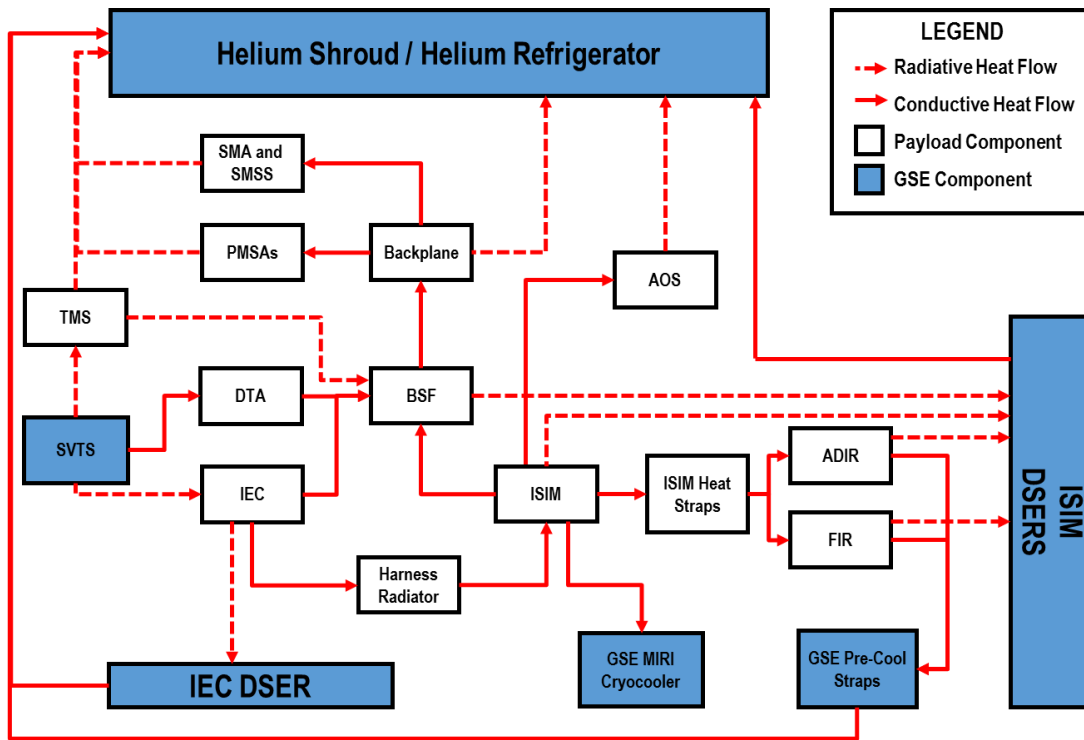 Helium Shroud / Helium Refrigerator
LEGEND
Radiative Heat Flow
Conductive Heat Flow
Payload Component
GSE Component
SMA and
SMSS
PMSAs
Backplane
AOS
TMS
DTA
BSF
SVTS
IEC
ISIM
ISIM Heat
Straps
ADIR
FIR
ISIM
DSERS
Harness
Radiator
GSE MIRI
Cryocooler
GSE Pre-Cool
Straps
IEC DSER